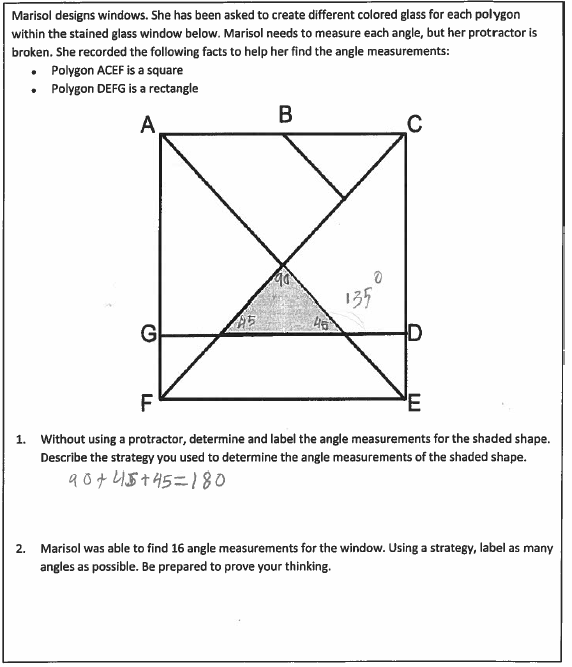 Marisol designs windows. She has been asked to create different colored glass for each polygon
within the stained glass window below. Marisol needs to measure each angle, but her protractor is
broken. She recorded the following facts to help her find the angle measurements:
• Polygon ACEF is a square
• Polygon DEFG is a rectangle
A B C
90
135°
45 45
G D
F E
1. Without using a protractor, determine and label the angle measurements for the shaded shape.
Describe the strategy you used to determine the angle measurements of the shaded shape.
90+45+45=180
2. Marisol was able to find 16 angle measurements for the window. Using a strategy, label as many
angles as possible. Be prepared to prove your thinking.